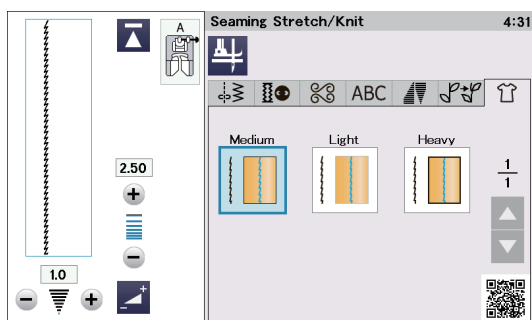 Seaming Stretch/Knit 4:31
A
ABC
Medium Light Heavy
2.50
1
1
1.0